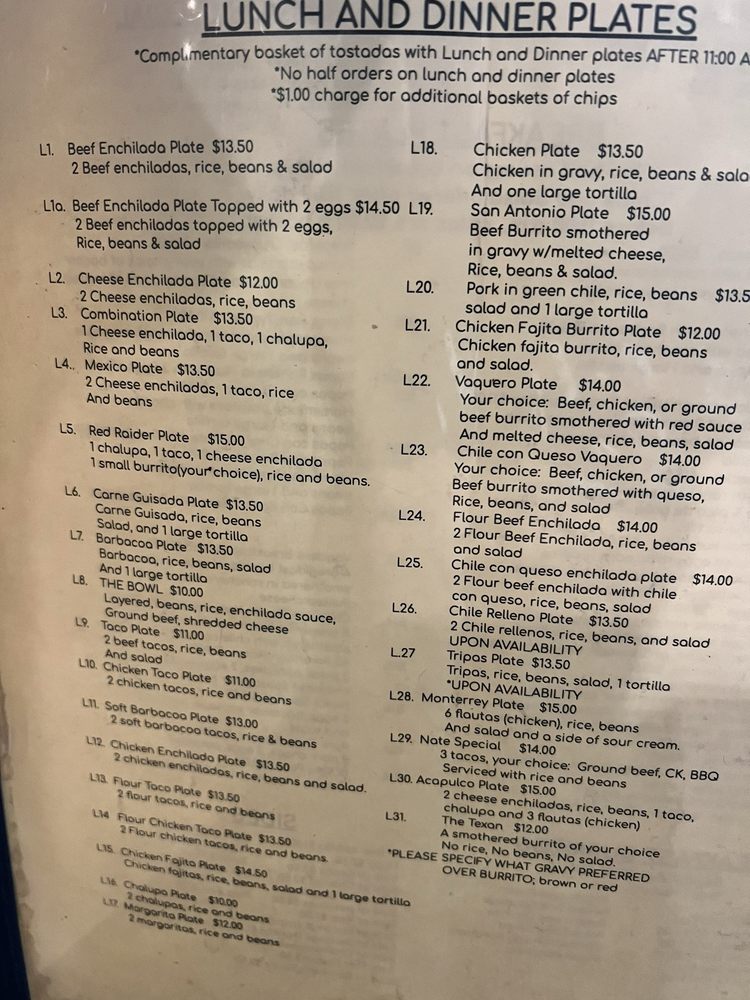 LUNCH AND DINNER PLATES
*Complimentary basket of tostadas with Lunch and Dinner plates AFTER 11:00 A
*No half orders on lunch and dinner plates
*$1.00 charge for additional baskets of chips
L1. Beef Enchilada Plate $13.50
2 Beef enchiladas, rice, beans & salad
L1a. Beef Enchilada Plate Topped with 2 eggs $14.50
2 Beef enchiladas topped with 2 eggs,
Rice, beans & salad
L2. Cheese Enchilada Plate $12.00
2 Cheese enchiladas, rice, beans
L3. Combination Plate $13.50
1 Cheese enchilada, 1 taco, 1 chalupa,
Rice and beans
L4.. Mexico Plate $13.50
2 Cheese enchiladas, 1 taco, rice
And beans
L5. Red Raider Plate $15.00
1 chalupa, 1 taco, 1 cheese enchilada
1 small burrito(your choice), rice and beans.
L6. Carne Guisada Plate $13.50
Carne Guisada, rice, beans
Salad, and 1 large tortilla
L7. Barbacoa Plate $13.50
Barbacoa, rice, beans, salad
And 1 large tortilla
L8. THE BOWL $10.00
Layered, beans, rice, enchilada sauce,
Ground beef, shredded cheese
L9. Taco Plate $11.00
2 beef tacos, rice, beans
And salad
L10. Chicken Taco Plate $11.00
2 chicken tacos, rice and beans
L11. Soft Barbacoa Plate $13.00
2 soft barbacoa tacos, rice & beans
L12. Chicken Enchilada Plate $13.50
2 chicken enchiladas, rice, beans and salad.
L13. Flour Taco Plate $13.50
2 flour tacos, rice and beans
L14 Flour Chicken Taco Plate $13.50
2 Flour chicken tacos, rice and beans
L15. Chicken Fajita Plate $14.50
Chicken fajitas, rice, beans, salad and 1 large tortilla
L16. Chalupa Plate $10.00
2 chalupas, rice and beans
L17. Margarita Plate $12.00
2 margaritas, rice and beans
L18. Chicken Plate $13.50
Chicken in gravy, rice, beans & sala
And one large tortilla
L19. San Antonio Plate $15.00
Beef Burrito smothered
in gravy w/melted cheese,
Rice, beans & salad.
L20. Pork in green chile, rice, beans $13.5
salad and 1 large tortilla
L21. Chicken Fajita Burrito Plate $12.00
Chicken fajita burrito, rice, beans
and salad.
L22. Vaquero Plate $14.00
Your choice: Beef, chicken, or ground
beef burrito smothered with red sauce
And melted cheese, rice, beans, salad
L23. Chile con Queso Vaquero $14.00
Your choice: Beef, chicken, or ground
Beef burrito smothered with queso,
Rice, beans, and salad
L24. Flour Beef Enchilada $14.00
2 Flour Beef Enchilada, rice, beans
and salad
L25. Chile con queso enchilada plate $14.00
2 Flour beef enchilada with chile
con queso, rice, beans, salad
L26. Chile Relleno Plate $13.50
2 Chile rellenos, rice, beans, and salad
UPON AVAILABILITY
L.27 Tripas Plate $13.50
Tripas, rice, beans, salad, 1 tortilla
*UPON AVAILABILITY
L28. Monterrey Plate $15.00
6 flautas (chicken), rice, beans
And salad and a side of sour cream.
L29. Nate Special $14.00
3 tacos, your choice: Ground beef, CK, BBQ
Serviced with rice and beans
L30. Acapulco Plate $15.00
2 cheese enchiladas, rice, beans, 1 taco,
chalupa and 3 flautas (chicken)
L31. The Texan $12.00
A smothered burrito of your choice
No rice, No beans, No salad.
*PLEASE SPECIFY WHAT GRAVY PREFERRED
OVER BURRITO; brown or red